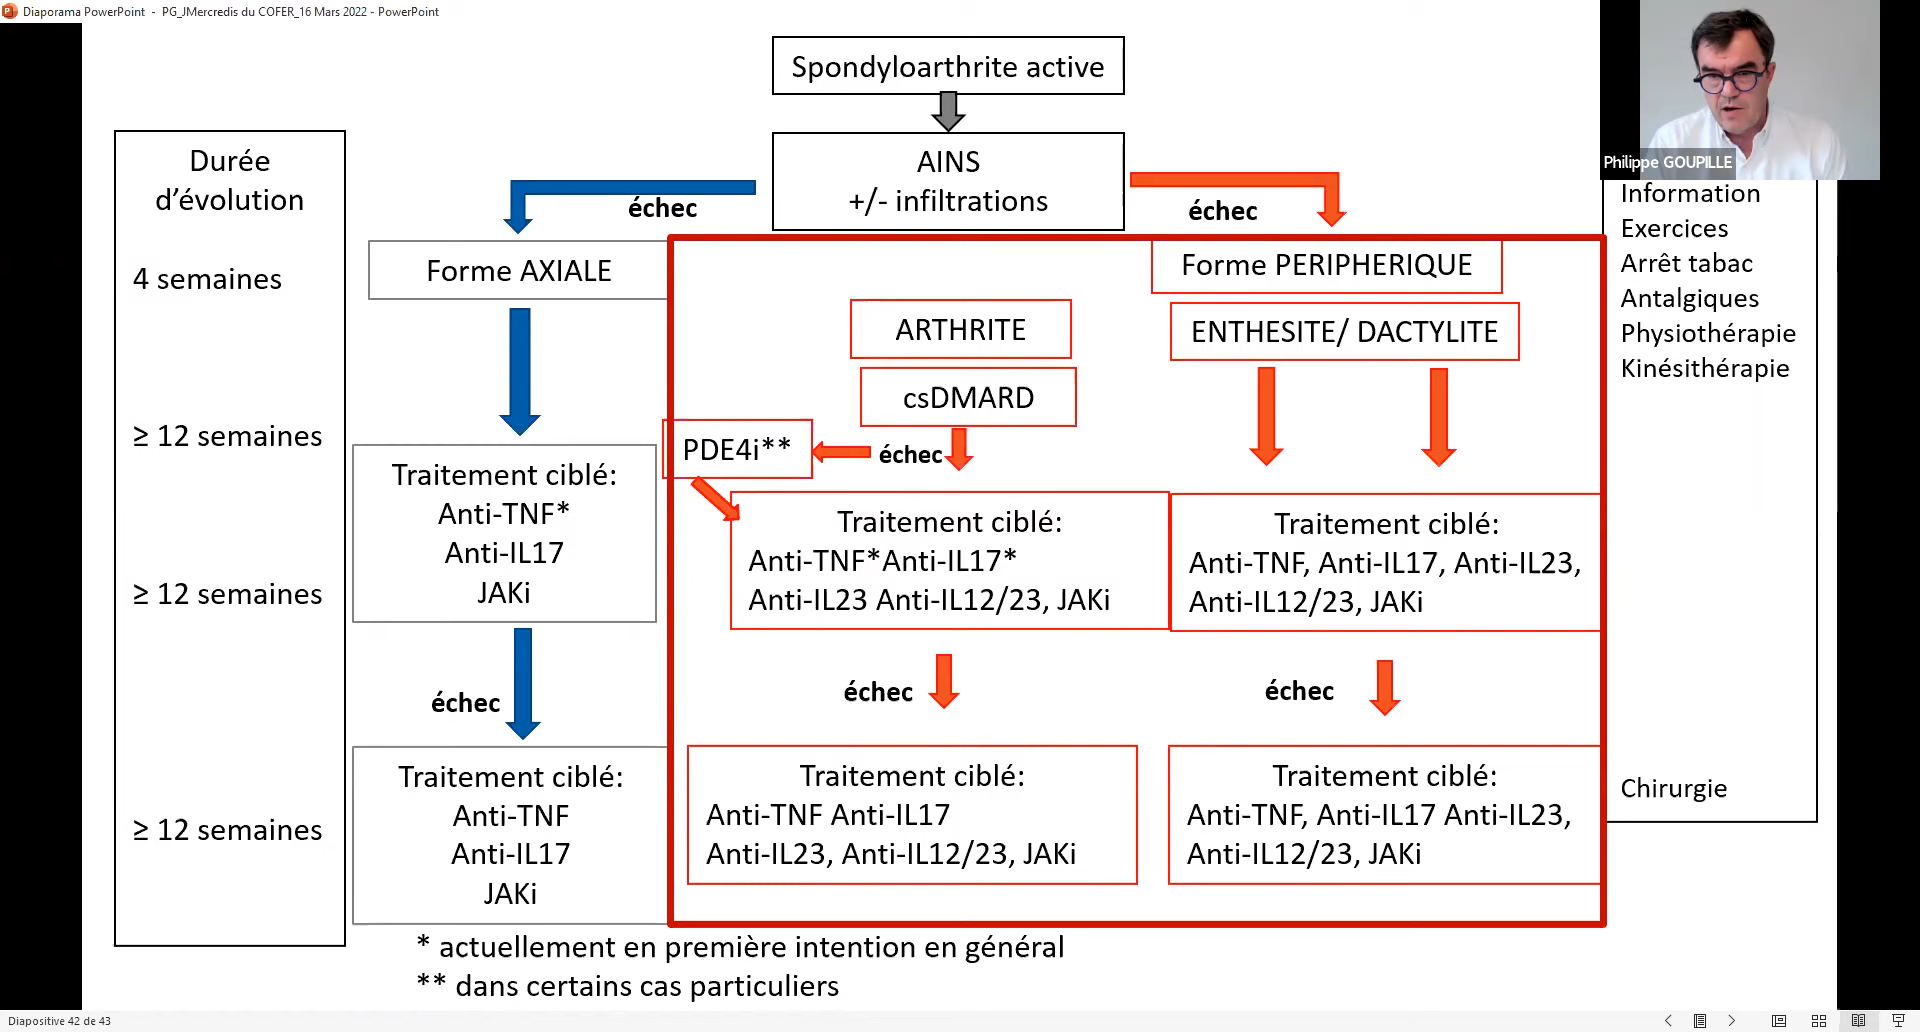 Diaporama PowerPoint - PG_JMercredis du COFER_16 Mars 2022 - PowerPoint
Spondyloarthrite active
Philippe GOUPILLE
AINS
+/- infiltrations
échec
échec
Durée
d'évolution
4 semaines
≥ 12 semaines
≥ 12 semaines
≥ 12 semaines
Forme AXIALE
Traitement ciblé:
Anti-TNF*
Anti-IL17
JAKi
échec
Traitement ciblé:
Anti-TNF
Anti-IL17
JAKi
Forme PERIPHERIQUE
ARTHRITE
csDMARD
PDE4i**
échec
Traitement ciblé:
Anti-TNF*Anti-IL17*
Anti-IL23 Anti-IL12/23, JAKi
échec
Traitement ciblé:
Anti-TNF Anti-IL17
Anti-IL23, Anti-IL12/23, JAKi
ENTHESITE/ DACTYLITE
Traitement ciblé:
Anti-TNF, Anti-IL17, Anti-IL23,
Anti-IL12/23, JAKi
échec
Traitement ciblé:
Anti-TNF, Anti-IL17 Anti-IL23,
Anti-IL12/23, JAKi
Information
Exercices
Arrêt tabac
Antalgiques
Physiothérapie
Kinésithérapie
Chirurgie
* actuellement en première intention en général
** dans certains cas particuliers
Diapositive 42 de 43